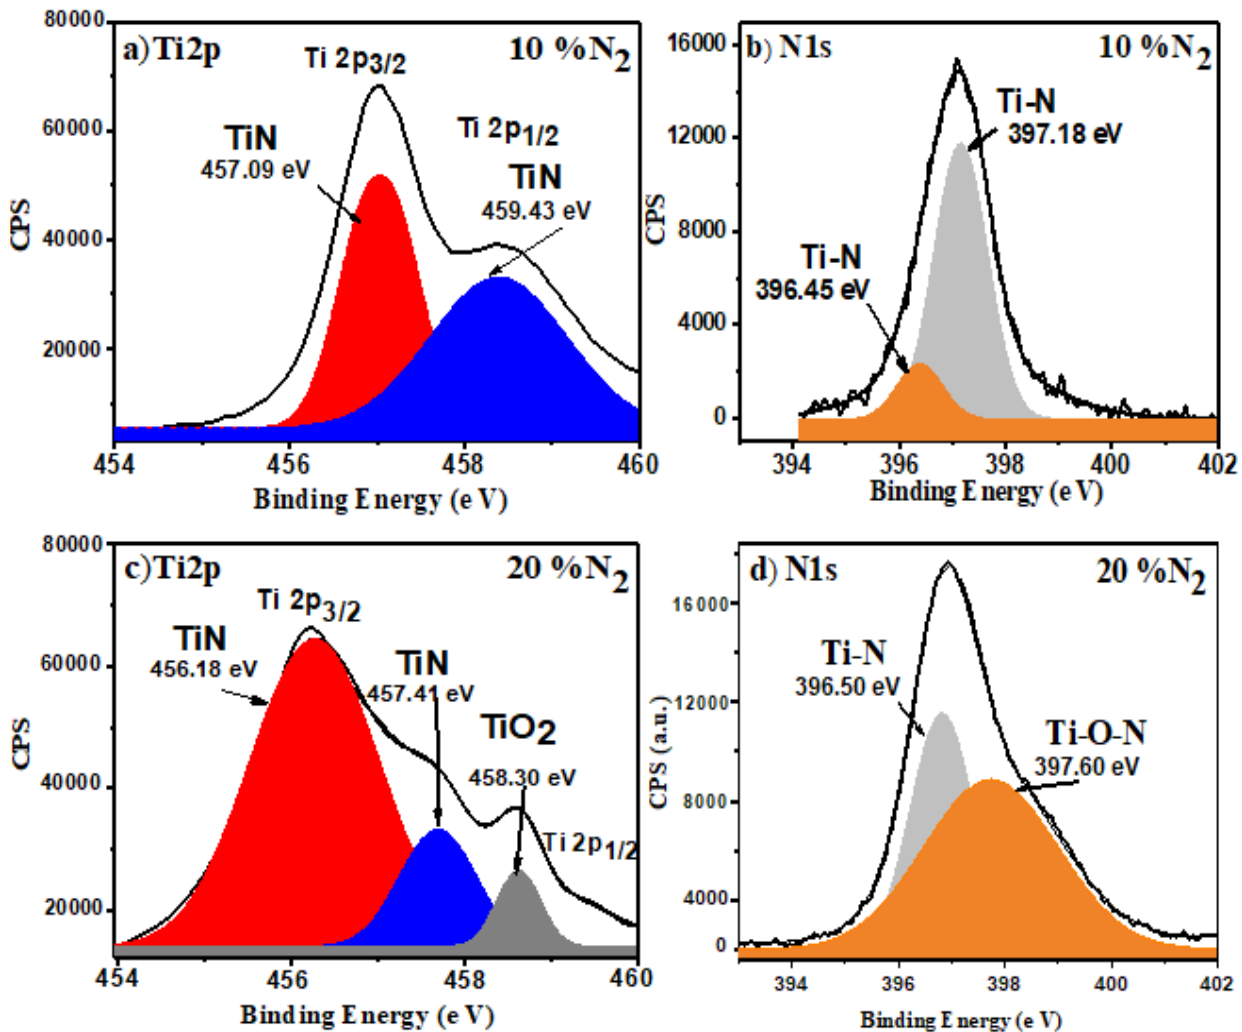 a) Ti2p
10 %N2
Ti 2p3/2
TiN
457.09 eV
Ti 2p1/2
TiN
459.43 eV
CPS
80000
60000
40000
20000
454
456
458
460
Binding Energy (e V)
b) N1s
10 %N2
Ti-N
397.18 eV
Ti-N
396.45 eV
CPS
16000
12000
8000
4000
0
394
396
398
400
402
Binding Energy (e V)
c)Ti2p
20 %N2
Ti 2p3/2
TiN
456.18 eV
TiN
457.41 eV
TiO2
458.30 eV
Ti 2p1/2
CPS
80000
60000
40000
20000
454
456
458
460
Binding Energy (e V)
d) N1s
20 %N2
Ti-N
396.50 eV
Ti-O-N
397.60 eV
CPS (a.u.)
16000
12000
8000
4000
0
394
396
398
400
402
Binding Energy (e V)